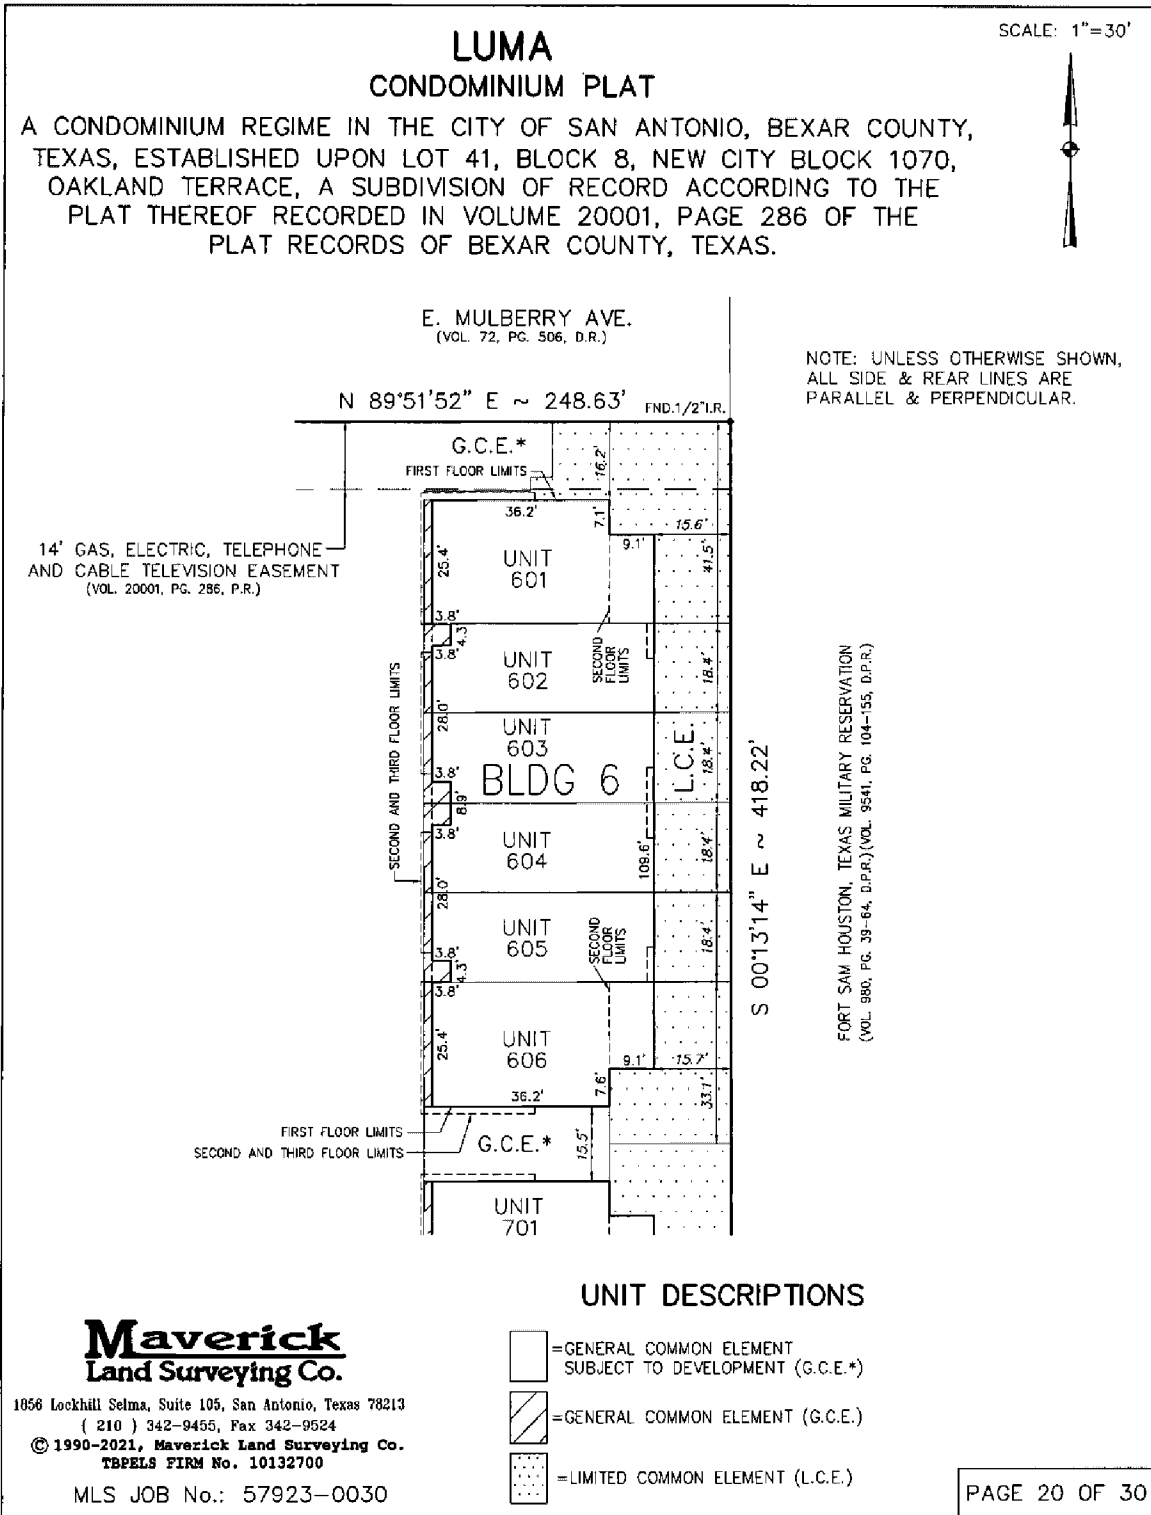 SCALE: 1"=30'
LUMA
CONDOMINIUM PLAT
A CONDOMINIUM REGIME IN THE CITY OF SAN ANTONIO, BEXAR COUNTY,
TEXAS, ESTABLISHED UPON LOT 41, BLOCK 8, NEW CITY BLOCK 1070,
OAKLAND TERRACE, A SUBDIVISION OF RECORD ACCORDING TO THE
PLAT THEREOF RECORDED IN VOLUME 20001, PAGE 286 OF THE
PLAT RECORDS OF BEXAR COUNTY, TEXAS.
E. MULBERRY AVE.
(VOL. 72, PG. 506, D.R.)
NOTE: UNLESS OTHERWISE SHOWN,
ALL SIDE & REAR LINES ARE
PARALLEL & PERPENDICULAR.
N 89°51'52" E ~ 248.63'
FND.1/2"I.R.
G.C.E.*
FIRST FLOOR LIMITS
16.2'
36.2'
7.1'
15.6'
9.1'
41.5'
14' GAS, ELECTRIC, TELEPHONE
AND CABLE TELEVISION EASEMENT
(VOL. 20001, PG. 286, P.R.)
25.4'
UNIT
601
3.8'
4.3'
3.8'
UNIT
602
SECOND
FLOOR
LIMITS
18.4'
SECOND AND THIRD FLOOR LIMITS
28.0'
UNIT
603
L.C.E.
18.4'
3.8'
BLDG 6
8.9'
3.8'
UNIT
604
109.6'
18.4'
28.0'
S 00°13'14" E ~ 418.22'
FORT SAM HOUSTON, TEXAS MILITARY RESERVATION
(VOL. 980, PG. 39-64, D.P.R.)(VOL. 9541, PG. 104-155, D.P.R.)
UNIT
605
SECOND
FLOOR
LIMITS
18.4'
3.8'
4.3'
3.8'
25.4'
UNIT
606
9.1'
15.7'
36.2'
7.6'
33.1'
FIRST FLOOR LIMITS
SECOND AND THIRD FLOOR LIMITS
G.C.E.*
15.5'
UNIT
701
UNIT DESCRIPTIONS
=GENERAL COMMON ELEMENT
SUBJECT TO DEVELOPMENT (G.C.E.*)
=GENERAL COMMON ELEMENT (G.C.E.)
=LIMITED COMMON ELEMENT (L.C.E.)
Maverick
Land Surveying Co.
1856 Lockhill Selma, Suite 105, San Antonio, Texas 78213
( 210 ) 342-9455, Fax 342-9524
© 1990-2021, Maverick Land Surveying Co.
TBPELS FIRM No. 10132700
MLS JOB No.: 57923-0030
PAGE 20 OF 30